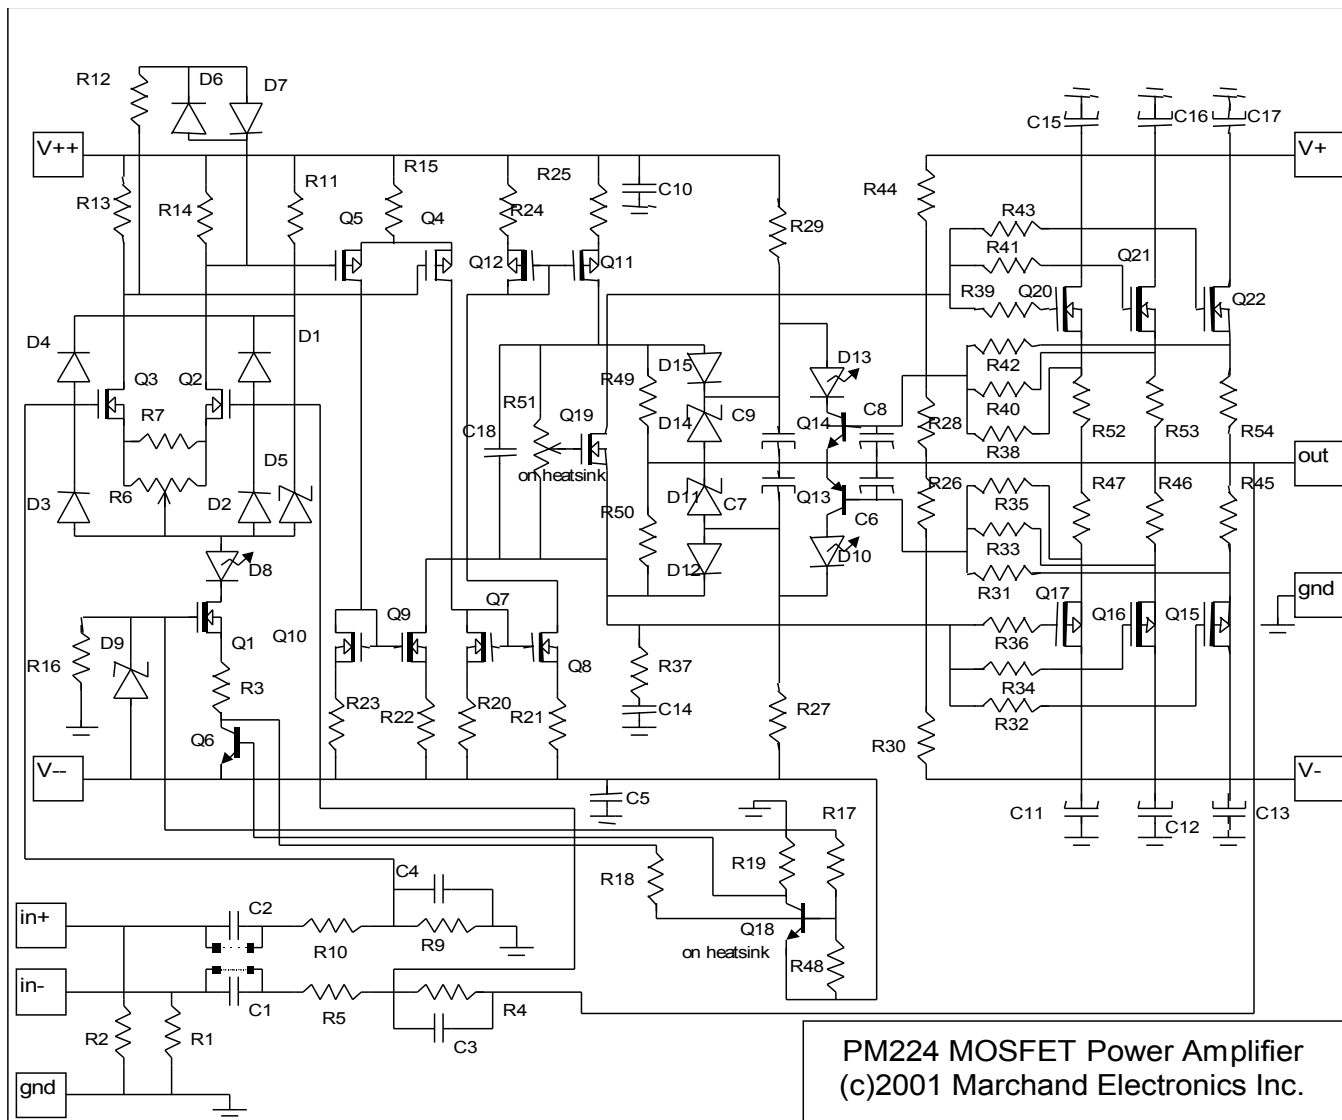 R12
D6
D7
V++
V+
R13
R14
R11
R15
Q5
Q4
R24
R25
Q12
Q11
C10
R29
R44
C15
C16
C17
R43
R41
R39
Q20
Q21
Q22
D4
D1
Q3
Q2
R7
R6
D3
D2
D5
D8
R51
C18
Q19
on heatsink
R49
R50
D15
D14
C9
D11
C7
D12
D13
Q14
C8
Q13
C6
D10
R28
R26
R42
R40
R38
R52
R53
R54
out
R47
R46
R45
R35
R33
R31
gnd
Q17
Q16
Q15
R36
R34
R32
R16
D9
Q1
Q10
R3
Q6
Q9
Q7
Q8
R23
R22
R20
R21
R37
C14
R27
R30
V--
V-
C5
C11
C12
C13
R17
R19
R18
Q18
on heatsink
R48
C4
in+
C2
R10
R9
in-
C1
R5
R4
C3
R2
R1
gnd
PM224 MOSFET Power Amplifier
(c)2001 Marchand Electronics Inc.